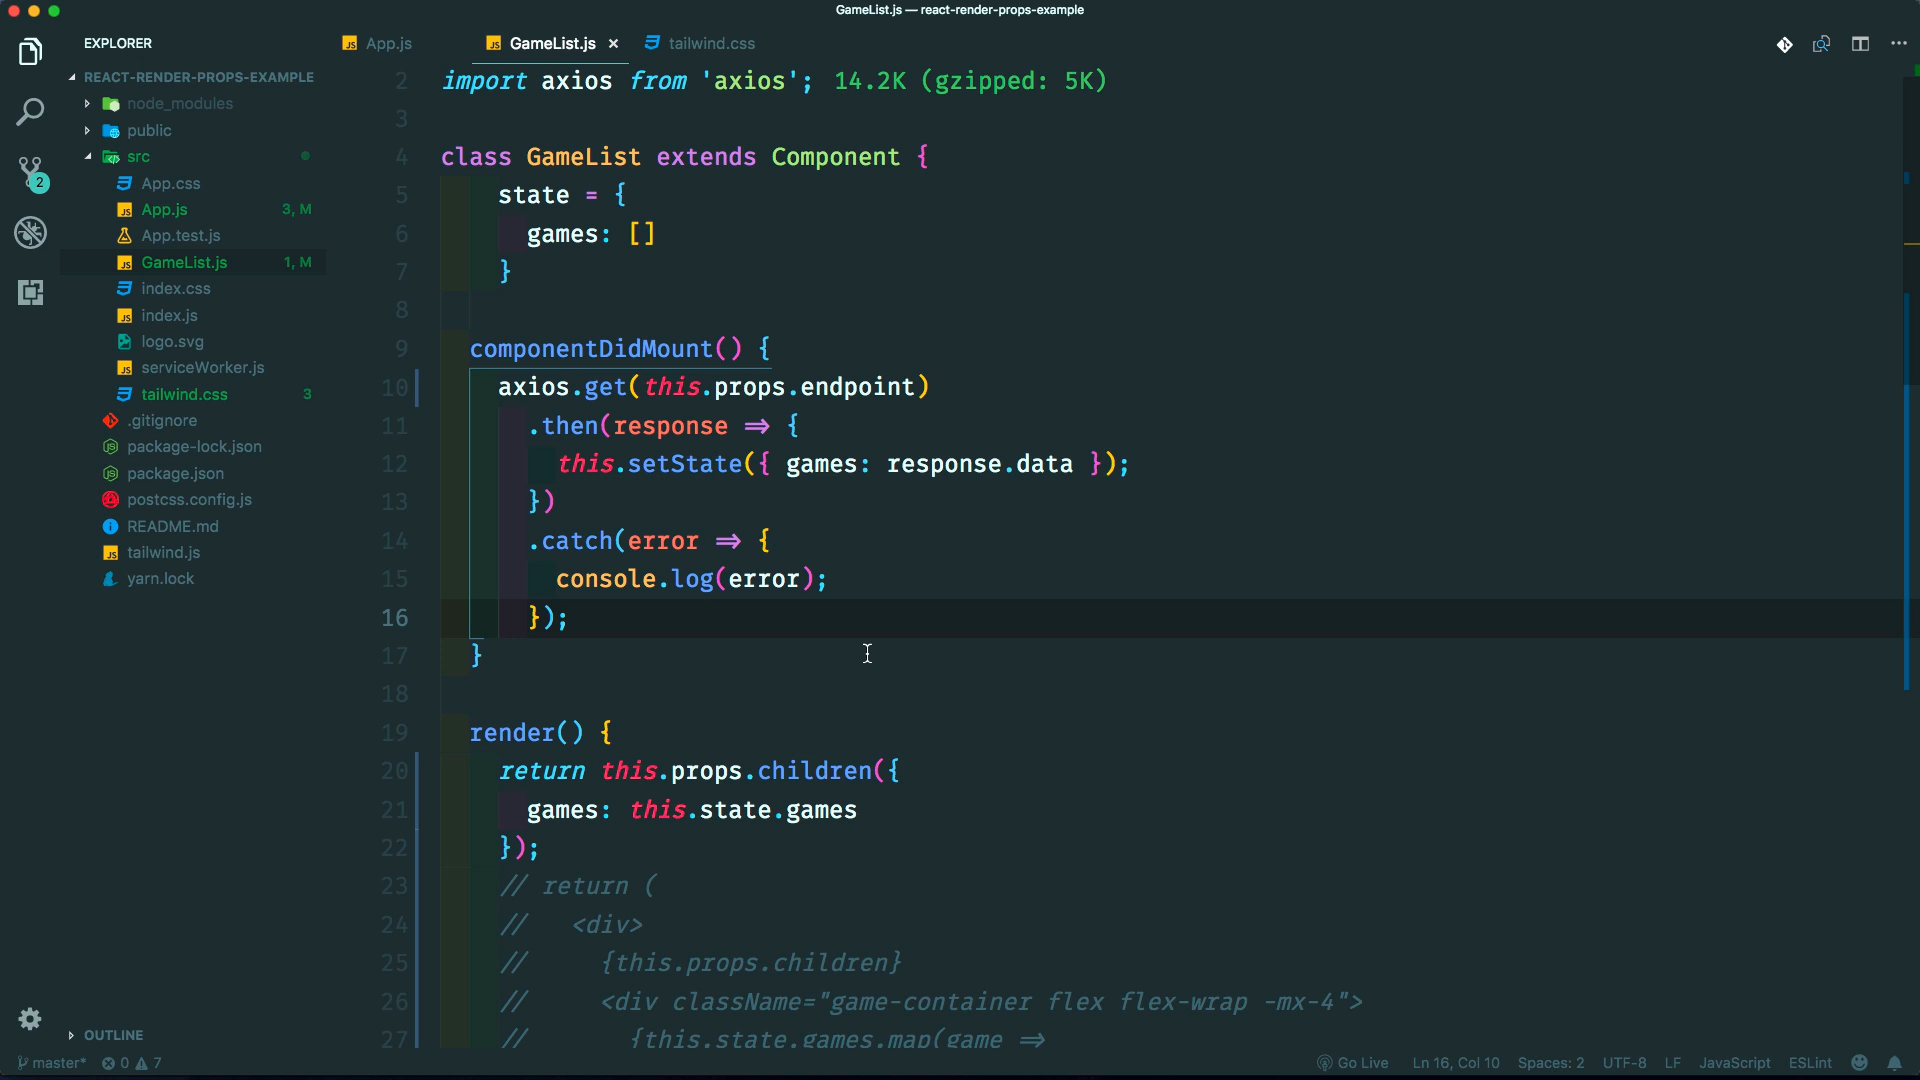 GameList.js — react-render-props-example
EXPLORER
App.js
GameList.js ×
tailwind.css
REACT-RENDER-PROPS-EXAMPLE
node_modules
public
src
App.css
App.js 3, M
App.test.js
GameList.js 1, M
index.css
index.js
logo.svg
serviceWorker.js
tailwind.css 3
.gitignore
package-lock.json
package.json
postcss.config.js
README.md
tailwind.js
yarn.lock
OUTLINE
2
2 import axios from 'axios'; 14.2K (gzipped: 5K)
3
4 class GameList extends Component {
5 state = {
6 games: []
7 }
8
9 componentDidMount() {
10 axios.get(this.props.endpoint)
11 .then(response ⇒ {
12 this.setState({ games: response.data });
13 })
14 .catch(error ⇒ {
15 console.log(error);
16 });
17 }
18
19 render() {
20 return this.props.children({
21 games: this.state.games
22 });
23 // return (
24 // <div>
25 // {this.props.children}
26 // <div className="game-container flex flex-wrap -mx-4">
27 // {this.state.games.map(game ⇒
master* 0 7
Go Live Ln 16, Col 10 Spaces: 2 UTF-8 LF JavaScript ESLint